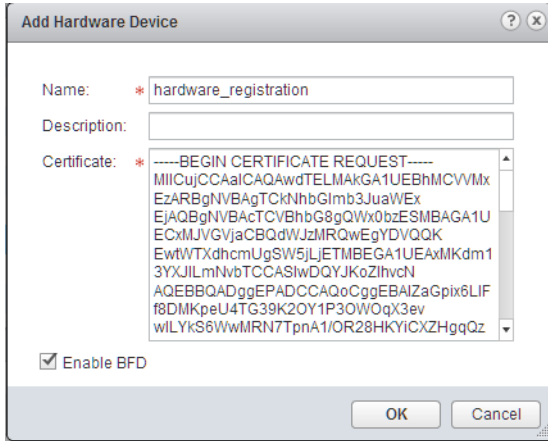 Add Hardware Device
Name: * hardware_registration
Description:
Certificate: * -----BEGIN CERTIFICATE REQUEST-----
MIICujCCAaICAQAwdTELMAkGA1UEBhMCVVMx
EzARBgNVBAgTCkNhbGlmb3JuaWEx
EjAQBgNVBAcTCVBhbG8gQWx0bzESMBAGA1U
ECxMJVGVjaCBQdWJzMRQwEgYDVQQK
EwtWTXdhcmUgSW5jLjETMBEGA1UEAxMKdm1
3YXJlLmNvbTCCASIwDQYJKoZIhvcN
AQEBBQADggEPADCCAQoCggEBAIZaGpix6LIF
f8DMKpeU4TG39K2OY1P3OWOqX3ev
wILYkS6WwMRN7TpnA1/OR28HKYiCXZHgqQz
Enable BFD
OK Cancel